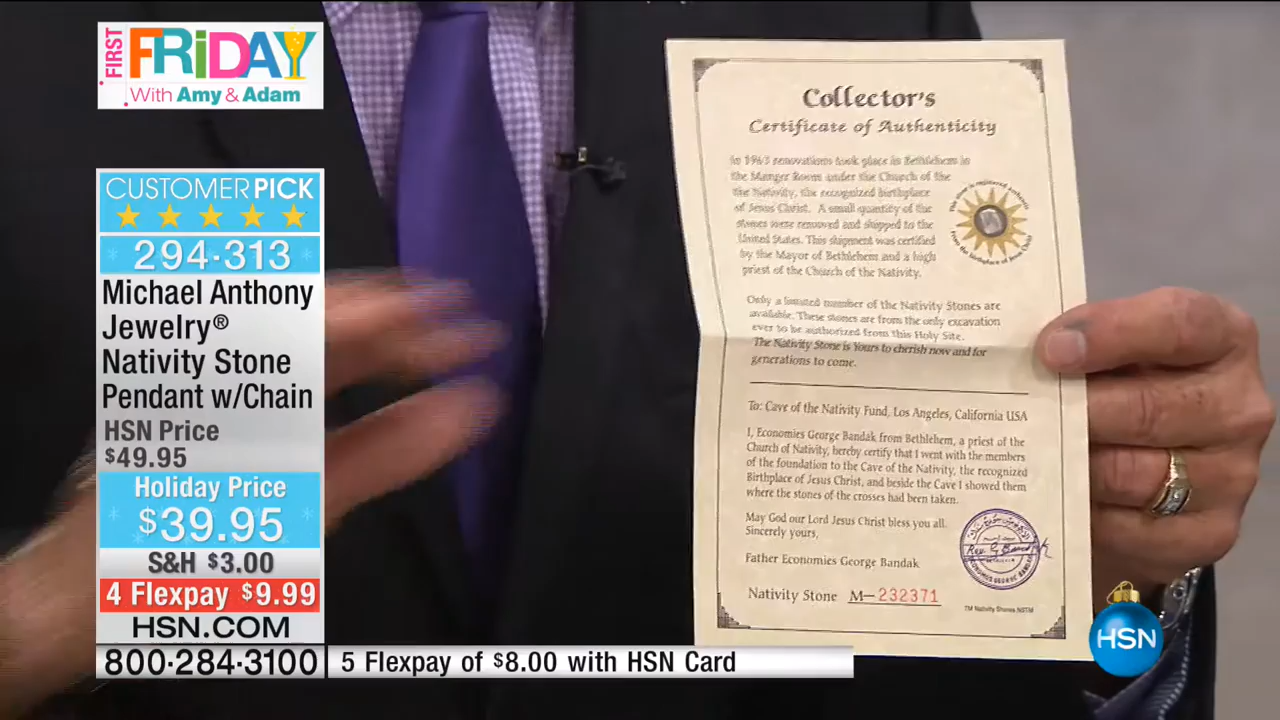 FIRST
FRiDAY
With Amy & Adam
CUSTOMER PICK
294-313
Michael Anthony
Jewelry®
Nativity Stone
Pendant w/Chain
HSN Price
$49.95
Holiday Price
$39.95
S&H $3.00
4 Flexpay $9.99
HSN.COM
800-284-3100
5 Flexpay of $8.00 with HSN Card
Collector's
Certificate of Authenticity
In renovations took place in Bethlehem in
the Manger Room under the Church of the
the Nativity, the recognized birthplace
of Jesus Christ. A small quantity of the
stones were removed and shipped to the
United States. This shipment was certified
by the Mayor of Bethlehem and a high
priest of the Church of the Nativity.
Only a limited number of the Nativity Stones are
available. These stones are from the only excavation
ever to be authorized from this Holy Site.
The Nativity Stone is Yours to cherish now and for
generations to come.
To: Cave of the Nativity Fund, Los Angeles, California USA
I, Economies George Bandak from Bethlehem, a priest of the
Church of Nativity, hereby certify that I went with the members
of the foundation to the Cave of the Nativity, the recognized
Birthplace of Jesus Christ, and beside the Cave I showed them
where the stones of the crosses had been taken.
May God our Lord Jesus Christ bless you all.
Sincerely yours,
Father Economies George Bandak
Nativity Stone M-232371
TM Nativity Stones NSTM
HSN